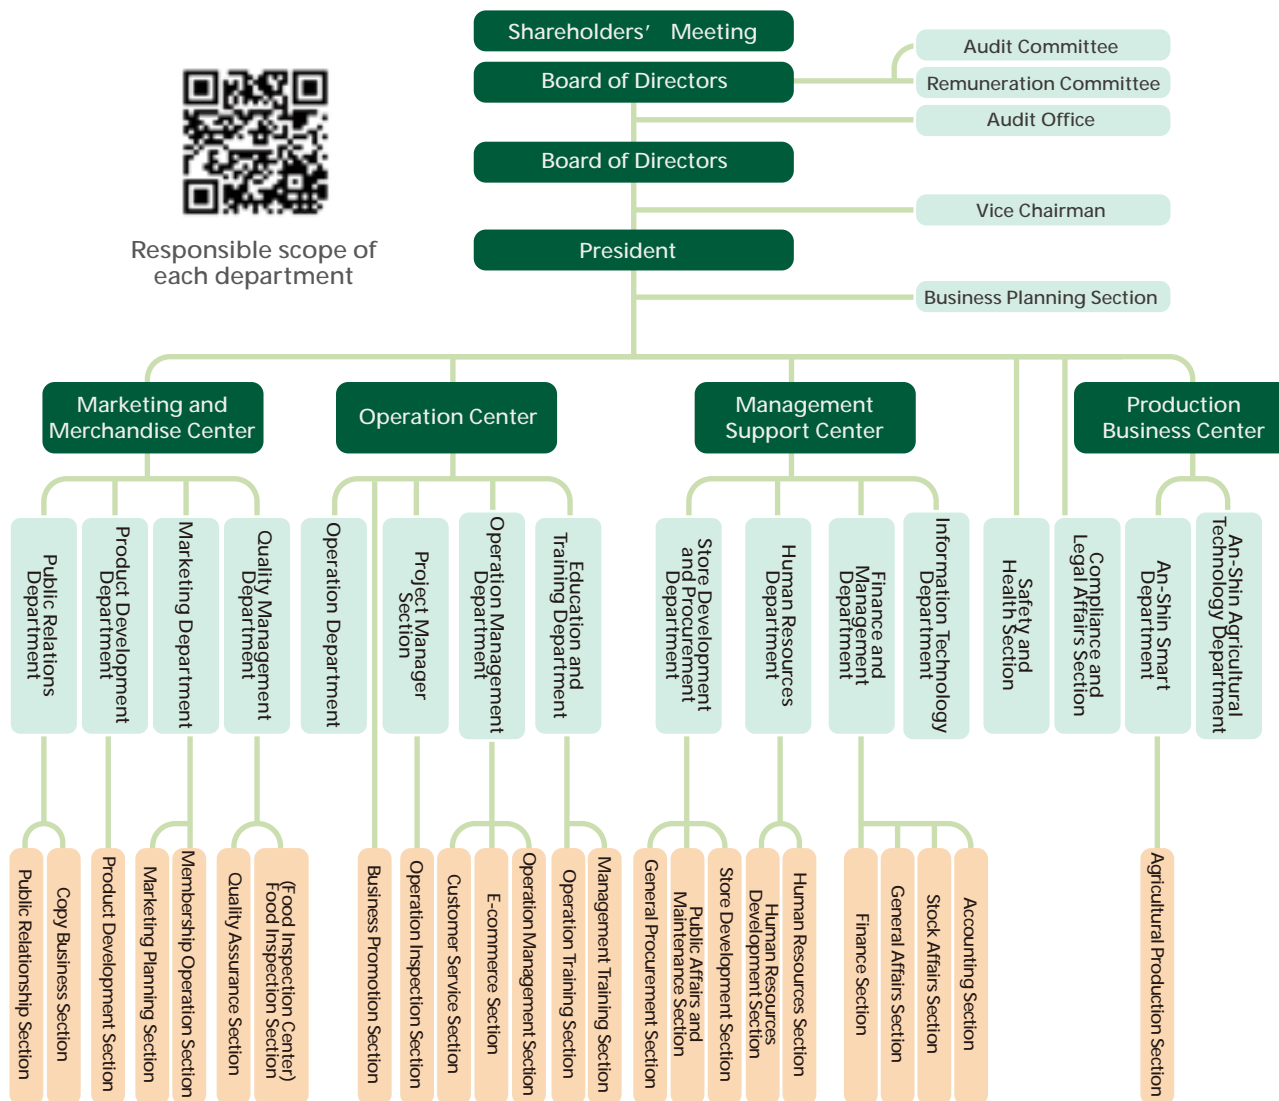 Shareholders’ Meeting
Audit Committee
Board of Directors
Remuneration Committee
Audit Office
Board of Directors
Vice Chairman
Responsible scope of
each department
President
Business Planning Section
Marketing and
Merchandise Center
Operation Center
Management
Support Center
Production
Business Center
Public Relations
Department
Product Development
Department
Marketing Department
Quality Management
Department
Operation Department
Project Manager
Section
Operation Management
Department
Education and
Training Department
Store Development
and Procurement
Department
Human Resources
Department
Finance and
Management
Department
Information Technology
Department
Safety and
Health Section
Compliance and
Legal Affairs Section
An-Shin Smart
Department
An-Shin Agricultural
Technology Department
Public Relationship Section
Copy Business Section
Product Development Section
Marketing Planning Section
Membership Operation Section
Quality Assurance Section
(Food Inspection Center)
Food Inspection Section
Business Promotion Section
Operation Inspection Section
Customer Service Section
E-commerce Section
Operation Management Section
Operation Training Section
Management Training Section
General Procurement Section
Public Affairs and
Maintenance Section
Store Development Section
Human Resources
Development Section
Human Resources Section
Finance Section
General Affairs Section
Stock Affairs Section
Accounting Section
Agricultural Production Section